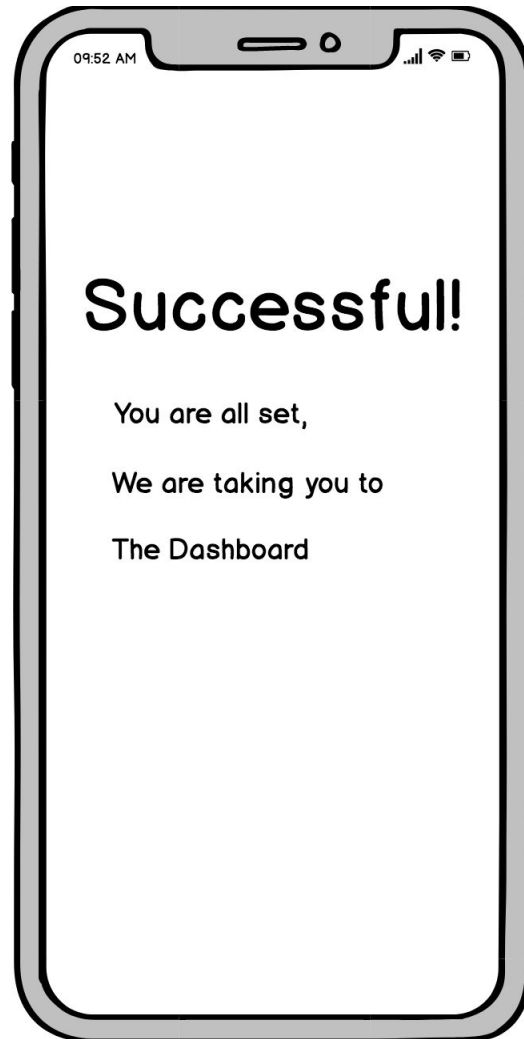 09:52 AM
Successful!
You are all set,
We are taking you to
The Dashboard